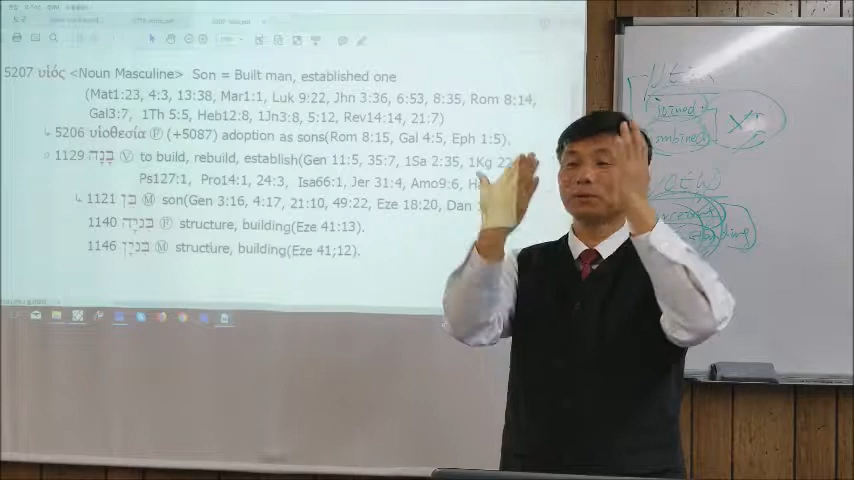 5207 υἱός <Noun Masculine> Son = Built man, established one
(Mat1:23, 4:3, 13:38, Mar1:1, Luk 9:22, Jhn 3:36, 6:53, 8:35, Rom 8:14,
Gal3:7, 1Th 5:5, Heb12:8, 1Jn3:8, 5:12, Rev14:14, 21:7)
↳ 5206 υἱοθεσία Ⓕ (+5087) adoption as sons(Rom 8:15, Gal 4:5, Eph 1:5).
○ 1129 בָּנָה Ⓥ to build, rebuild, establish(Gen 11:5, 35:7, 1Sa 2:35, 1Kg
Ps127:1, Pro14:1, 24:3, Isa66:1, Jer 31:4, Amo9:6,
↳ 1121 בן Ⓜ son(Gen 3:16, 4:17, 21:10, 49:22, Eze 18:20, Dan
1140 בניה Ⓕ structure, building(Eze 41:13).
1146 בנין Ⓜ structure, building(Eze 41;12).
joined